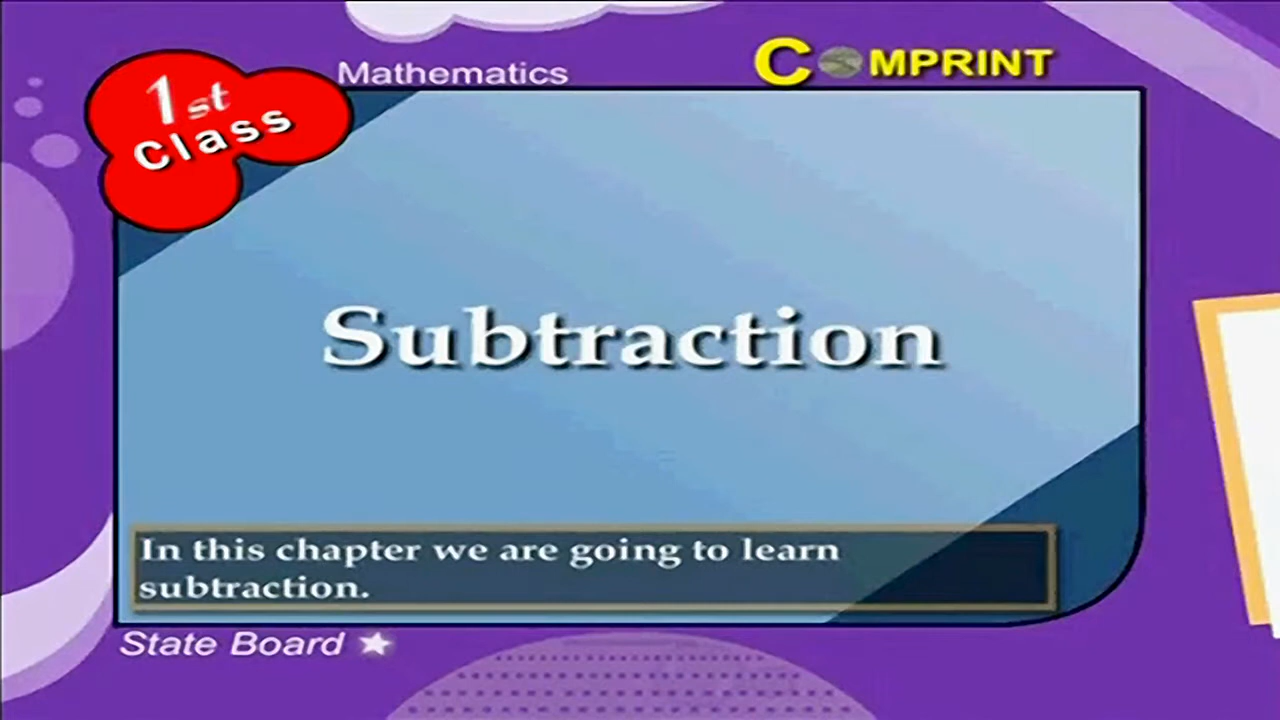 Mathematics
COMPRINT
1st
Class
Subtraction
In this chapter we are going to learn
subtraction.
State Board